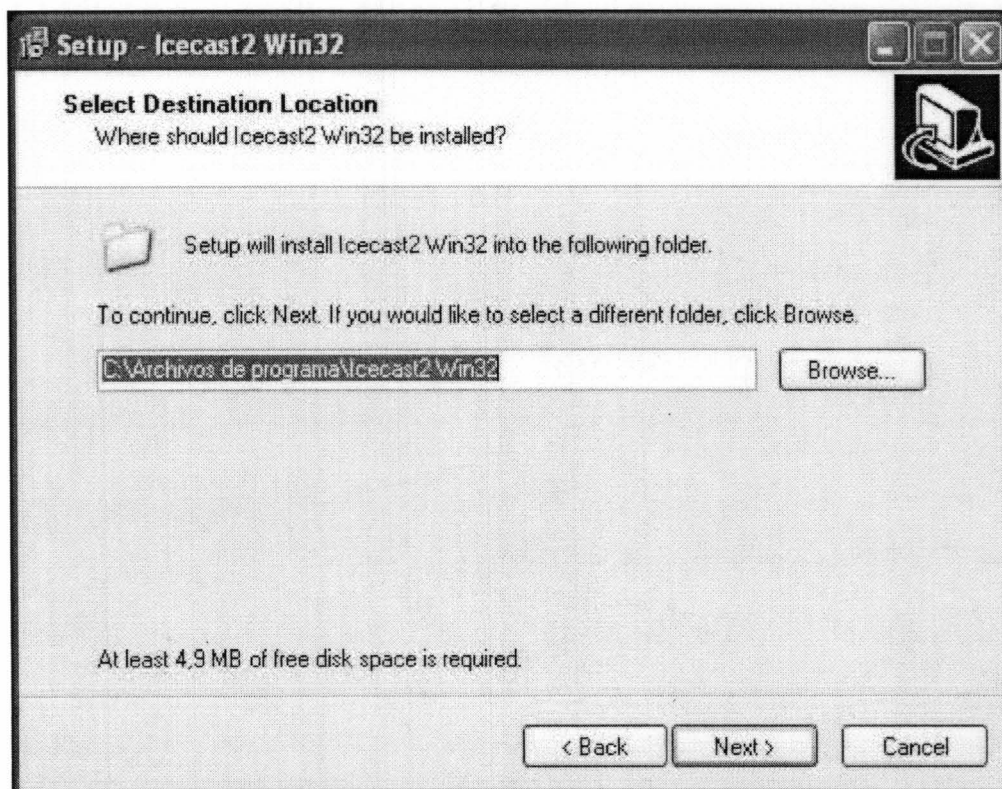 Setup - Icecast2 Win32
Select Destination Location
Where should Icecast2 Win32 be installed?
Setup will install Icecast2 Win32 into the following folder.
To continue, click Next. If you would like to select a different folder, click Browse.
C:\Archivos de programa\Icecast2 Win32
Browse...
At least 4,9 MB of free disk space is required.
< Back
Next >
Cancel